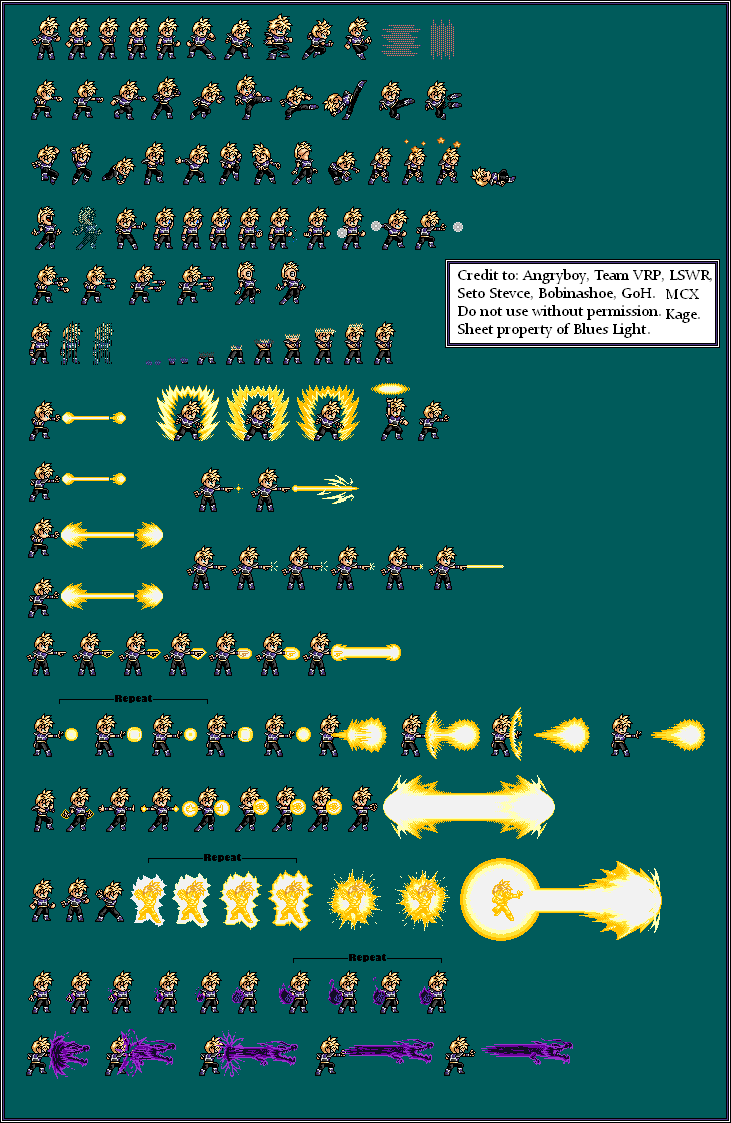 Credit to: Angryboy, Team VRP, LSWR,
Seto Stevce, Bobinashoe, GoH. MCX
Do not use without permission. Kage.
Sheet property of Blues Light.
Repeat
Repeat
Repeat